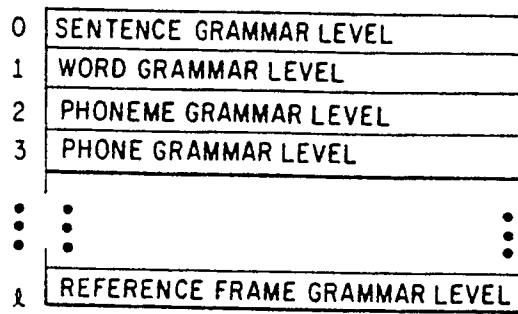 0 SENTENCE GRAMMAR LEVEL
1 WORD GRAMMAR LEVEL
2 PHONEME GRAMMAR LEVEL
3 PHONE GRAMMAR LEVEL
ℓ REFERENCE FRAME GRAMMAR LEVEL